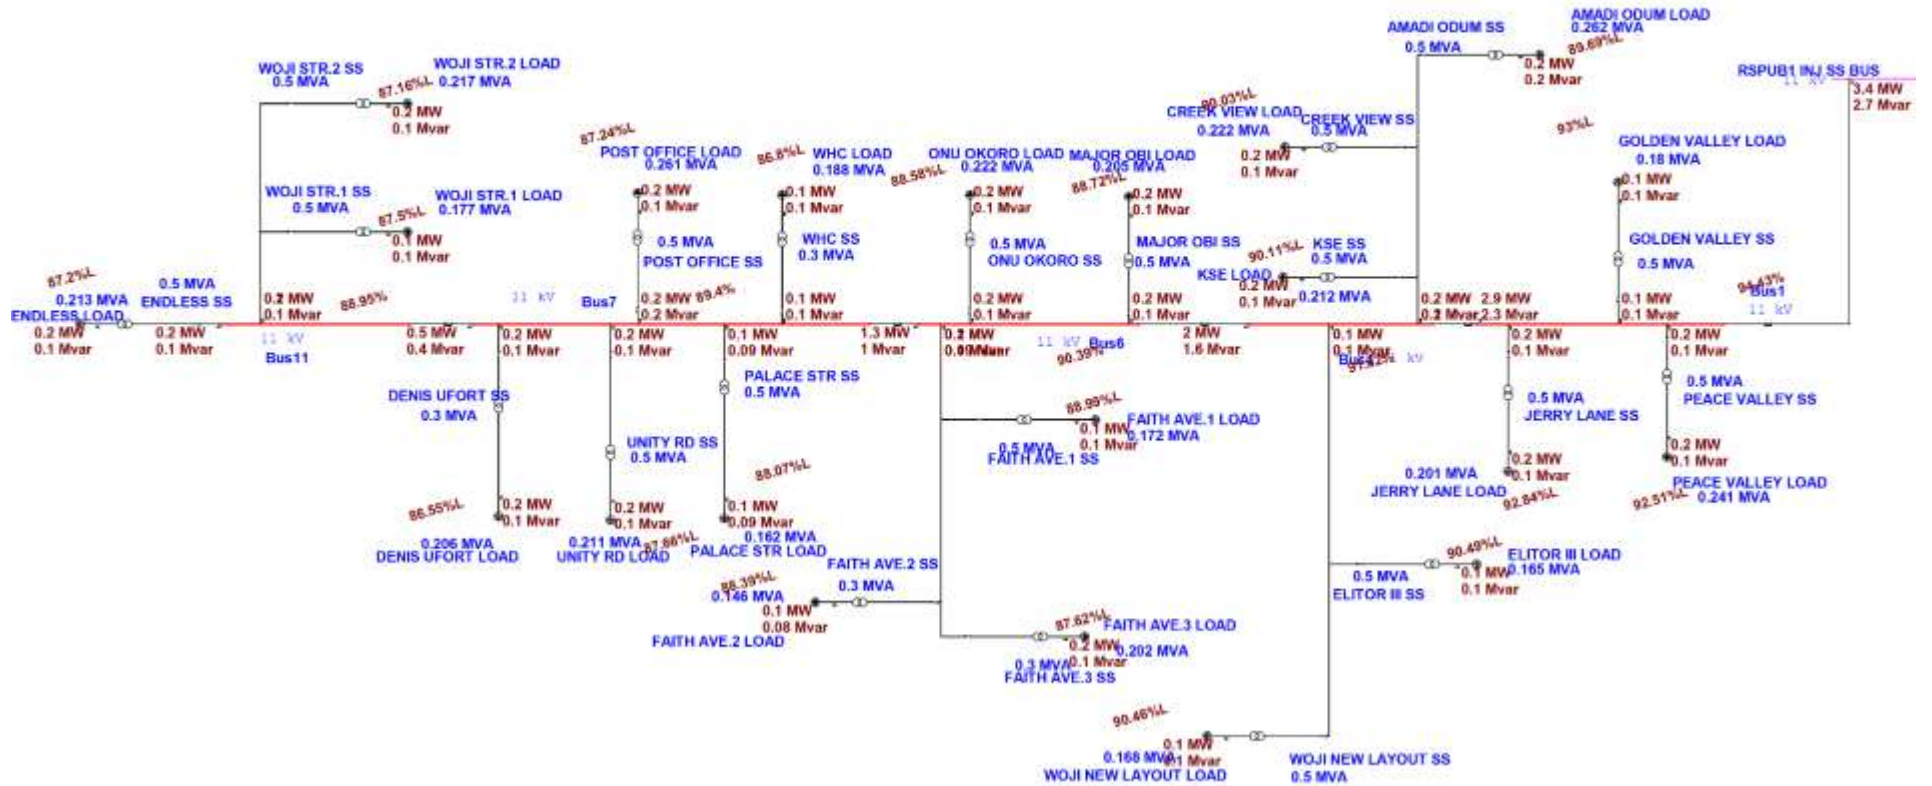 AMADI ODUM LOAD
0.262 MVA
AMADI ODUM SS
0.5 MVA
89.69%L
0.2 MW
0.2 Mvar
RSPUB1 INJ SS BUS
11 kV
3.4 MW
2.7 Mvar
WOJI STR.2 SS
0.5 MVA
WOJI STR.2 LOAD
0.217 MVA
87.16%L
0.2 MW
0.1 Mvar
90.03%L
CREEK VIEW LOAD
0.222 MVA
CREEK VIEW SS
0.5 MVA
0.2 MW
0.1 Mvar
93%L
GOLDEN VALLEY LOAD
0.18 MVA
0.1 MW
0.1 Mvar
GOLDEN VALLEY SS
0.5 MVA
87.24%L
POST OFFICE LOAD
0.261 MVA
0.2 MW
0.1 Mvar
0.5 MVA
POST OFFICE SS
86.8%L
WHC LOAD
0.188 MVA
0.1 MW
0.1 Mvar
WHC SS
0.3 MVA
88.58%L
ONU OKORO LOAD
0.222 MVA
0.2 MW
0.1 Mvar
0.5 MVA
ONU OKORO SS
MAJOR OBI LOAD
0.205 MVA
88.72%L
0.2 MW
0.1 Mvar
MAJOR OBI SS
0.5 MVA
WOJI STR.1 SS
0.5 MVA
WOJI STR.1 LOAD
0.177 MVA
87.5%L
0.1 MW
0.1 Mvar
90.11%L
KSE SS
0.5 MVA
KSE LOAD
0.2 MW
0.1 Mvar
0.212 MVA
87.2%L
0.213 MVA
ENDLESS LOAD
0.5 MVA
ENDLESS SS
0.2 MW
0.1 Mvar
0.2 MW
0.1 Mvar
0.2 MW
0.1 Mvar
88.95%
11 kV
Bus11
11 kV
Bus7
0.2 MW
0.2 Mvar
89.4%
0.1 MW
0.1 Mvar
0.2 MW
0.1 Mvar
0.2 MW
0.1 Mvar
0.2 MW
2.9 MW
2.3 Mvar
0.1 MW
0.1 Mvar
94.43%
Bus1
11 kV
0.5 MW
0.4 Mvar
0.2 MW
0.1 Mvar
0.2 MW
0.1 Mvar
0.1 MW
0.09 Mvar
1.3 MW
1 Mvar
11 kV
Bus6
90.39%
2 MW
1.6 Mvar
0.1 MW
0.1 Mvar
kV
0.2 MW
0.1 Mvar
0.2 MW
0.1 Mvar
DENIS UFORT SS
0.3 MVA
UNITY RD SS
0.5 MVA
PALACE STR SS
0.5 MVA
88.99%L
FAITH AVE.1 LOAD
0.172 MVA
0.1 MW
0.1 Mvar
0.5 MVA
FAITH AVE.1 SS
0.5 MVA
JERRY LANE SS
0.5 MVA
PEACE VALLEY SS
86.55%L
0.2 MW
0.1 Mvar
0.206 MVA
DENIS UFORT LOAD
0.2 MW
0.1 Mvar
0.211 MVA
UNITY RD LOAD
87.86%L
88.07%L
0.1 MW
0.09 Mvar
0.162 MVA
PALACE STR LOAD
0.201 MVA
JERRY LANE LOAD
0.2 MW
0.1 Mvar
92.84%L
0.2 MW
0.1 Mvar
92.51%L
PEACE VALLEY LOAD
0.241 MVA
FAITH AVE.2 SS
0.3 MVA
0.146 MVA
0.1 MW
0.08 Mvar
FAITH AVE.2 LOAD
87.62%L
FAITH AVE.3 LOAD
0.202 MVA
0.2 MW
0.1 Mvar
0.3 MVA
FAITH AVE.3 SS
90.49%L
ELITOR III LOAD
0.165 MVA
0.1 MW
0.1 Mvar
0.5 MVA
ELITOR III SS
90.46%L
0.1 MW
0.1 Mvar
0.168 MVA
WOJI NEW LAYOUT LOAD
WOJI NEW LAYOUT SS
0.5 MVA